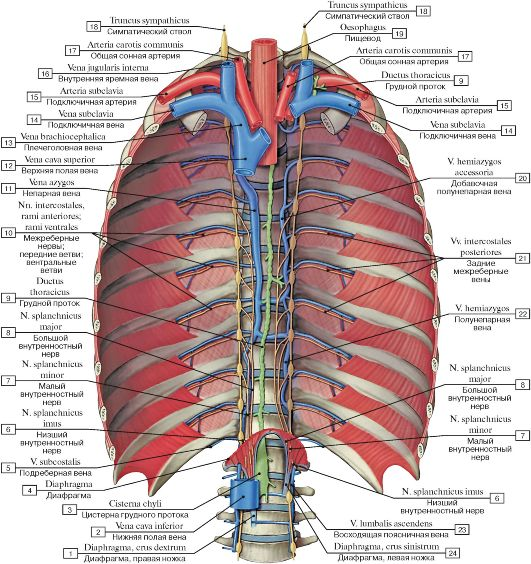 Truncus sympathicus
18
Симпатический ствол
Arteria carotis communis
17
Общая сонная артерия
Vena jugularis interna
16
Внутренняя яремная вена
Arteria subclavia
15
Подключичная артерия
Vena subclavia
14
Подключичная вена
Vena brachiocephalica
13
Плечеголовная вена
Vena cava superior
12
Верхняя полая вена
Vena azygos
11
Непарная вена
Nn. intercostales,
rami anteriores;
rami ventrales
10
Межреберные
нервы;
передние ветви;
вентральные
ветви
Ductus
thoracicus
9
Грудной проток
N. splanchnicus
major
8
Большой
внутренностный
нерв
N. splanchnicus
minor
7
Малый
внутренностный
нерв
N. splanchnicus
imus
6
Низший
внутренностный
нерв
V. subcostalis
5
Подреберная вена
Diaphragma
4
Диафрагма
Cisterna chyli
3
Цистерна грудного протока
Vena cava inferior
2
Нижняя полая вена
Diaphragma, crus dextrum
1
Диафрагма, правая ножка
Truncus sympathicus
18
Симпатический ствол
Oesophagus
19
Пищевод
Arteria carotis communis
17
Общая сонная артерия
Ductus thoracicus
9
Грудной проток
Arteria subclavia
15
Подключичная артерия
Vena subclavia
14
Подключичная вена
V. hemiazygos
accessoria
20
Добавочная
полунепарная вена
Vv. intercostales
posteriores
21
Задние
межреберные
вены
V. hemiazygos
22
Полунепарная
вена
N. splanchnicus
major
8
Большой
внутренностный
нерв
N. splanchnicus
minor
7
Малый
внутренностный
нерв
N. splanchnicus imus
6
Низший
внутренностный нерв
V. lumbalis ascendens
23
Восходящая поясничная вена
Diaphragma, crus sinistrum
24
Диафрагма, левая ножка